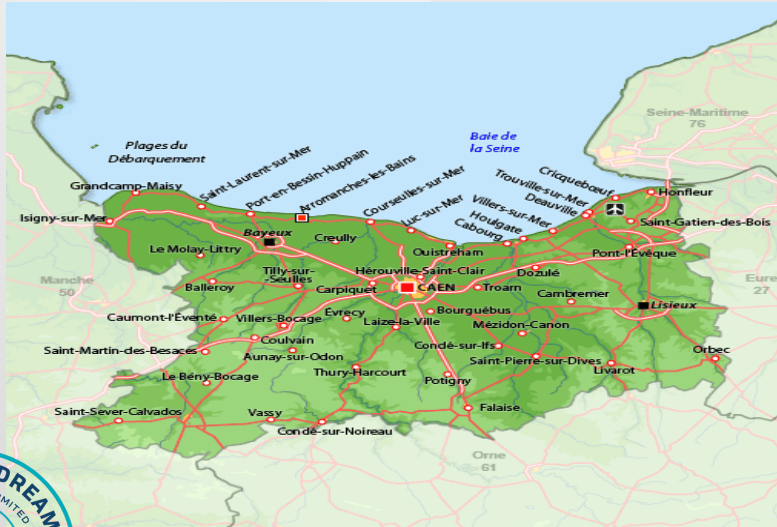 Seine-Maritime
76
Baie de
la Seine
Plages du
Débarquement
Grandcamp-Maisy
Saint-Laurent-sur-Mer
Port-en-Bessin-Huppain
Arromanches-les-Bains
Courseulles-sur-Mer
Luc-sur-Mer
Villers-sur-Mer
Houlgate
Cabourg
Cricquebœuf
Trouville-sur-Mer
Deauville
Honfleur
Isigny-sur-Mer
Bayeux
Creully
Ouistreham
Saint-Gatien-des-Bois
Le Molay-Littry
Pont-l'Évêque
Manche
50
Tilly-sur-
-Seulles
Hérouville-Saint-Clair
Dozulé
Eure
27
Balleroy
Carpiquet
CAEN
Troarn
Cambremer
Lisieux
Caumont-l'Éventé
Villers-Bocage
Évrecy
Laize-la-Ville
Bourguébus
Mézidon-Canon
Coulvain
Saint-Martin-des-Besaces
Aunay-sur-Odon
Condé-sur-Ifs
Orbec
Saint-Pierre-sur-Dives
Livarot
Le Bény-Bocage
Thury-Harcourt
Potigny
Saint-Sever-Calvados
Vassy
Falaise
Condé-sur-Noireau
Orne
61
DREAM